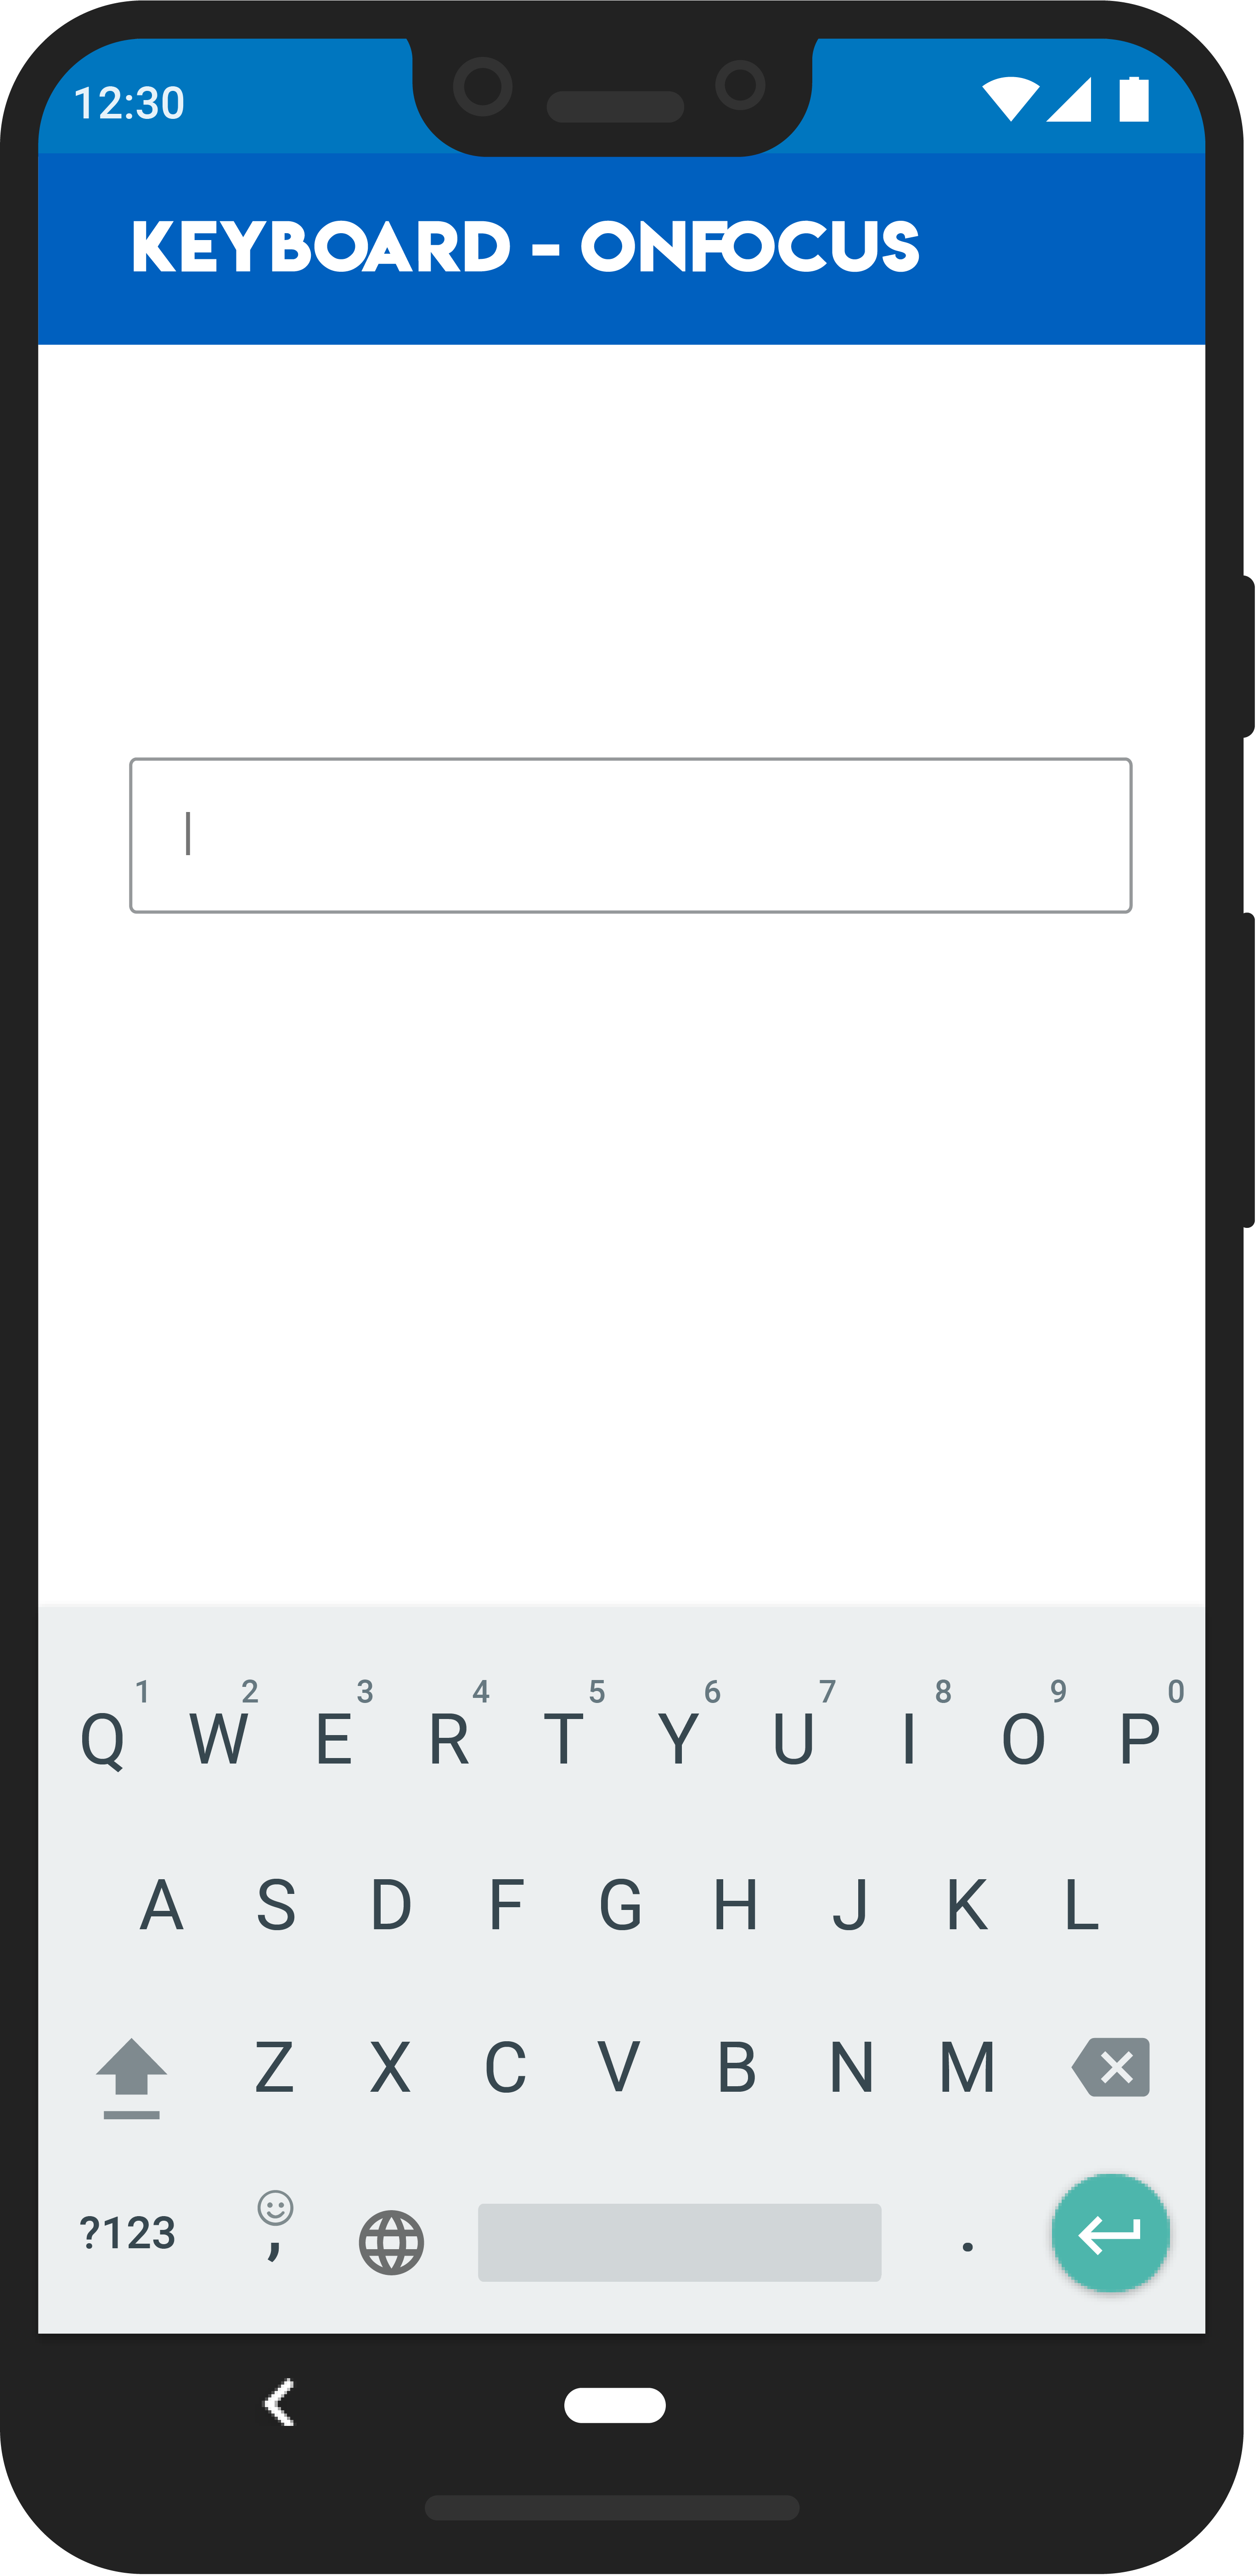 12:30
KEYBOARD - ONFOCUS
1 2 3 4 5 6 7 8 9 0
Q W E R T Y U I O P
A S D F G H J K L
Z X C V B N M
?123 , .